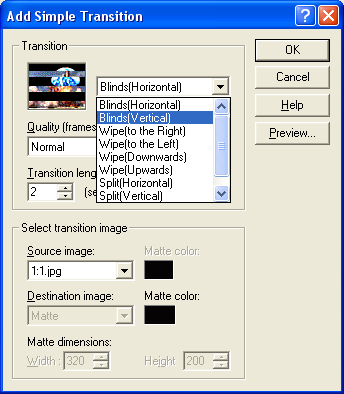 Add Simple Transition
Transition
Blinds(Horizontal)
Blinds(Horizontal)
Blinds(Vertical)
Wipe(to the Right)
Wipe(to the Left)
Wipe(Downwards)
Wipe(Upwards)
Split(Horizontal)
Split(Vertical)
Quality (frames
Normal
Transition leng
2 (se
OK
Cancel
Help
Preview...
Select transition image
Source image: Matte color:
1:1.jpg
Destination image: Matte color:
Matte
Matte dimensions:
Width : 320 Height 200